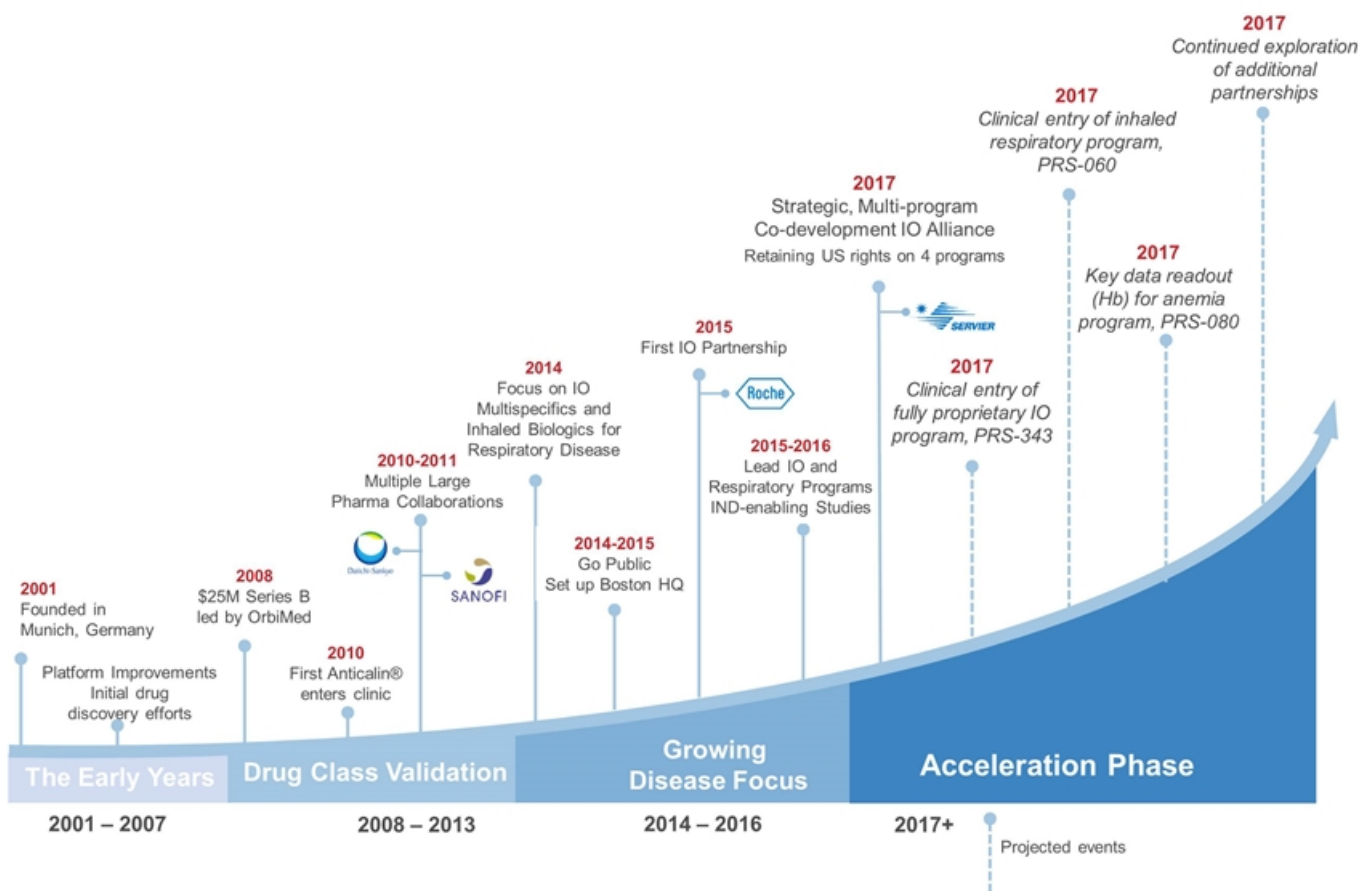 2001
Founded in
Munich, Germany
Platform Improvements
Initial drug
discovery efforts
2008
$25M Series B
led by OrbiMed
2010
First Anticalin®
enters clinic
2010-2011
Multiple Large
Pharma Collaborations
Daiichi-Sankyo
SANOFI
2014
Focus on IO
Multispecifics and
Inhaled Biologics for
Respiratory Disease
2014-2015
Go Public
Set up Boston HQ
2015
First IO Partnership
Roche
2015-2016
Lead IO and
Respiratory Programs
IND-enabling Studies
2017
Strategic, Multi-program
Co-development IO Alliance
Retaining US rights on 4 programs
SERVIER
2017
Clinical entry of
fully proprietary IO
program, PRS-343
2017
Clinical entry of inhaled
respiratory program,
PRS-060
2017
Key data readout
(Hb) for anemia
program, PRS-080
2017
Continued exploration
of additional
partnerships
The Early Years
Drug Class Validation
Growing
Disease Focus
Acceleration Phase
2001 – 2007
2008 – 2013
2014 – 2016
2017+
Projected events